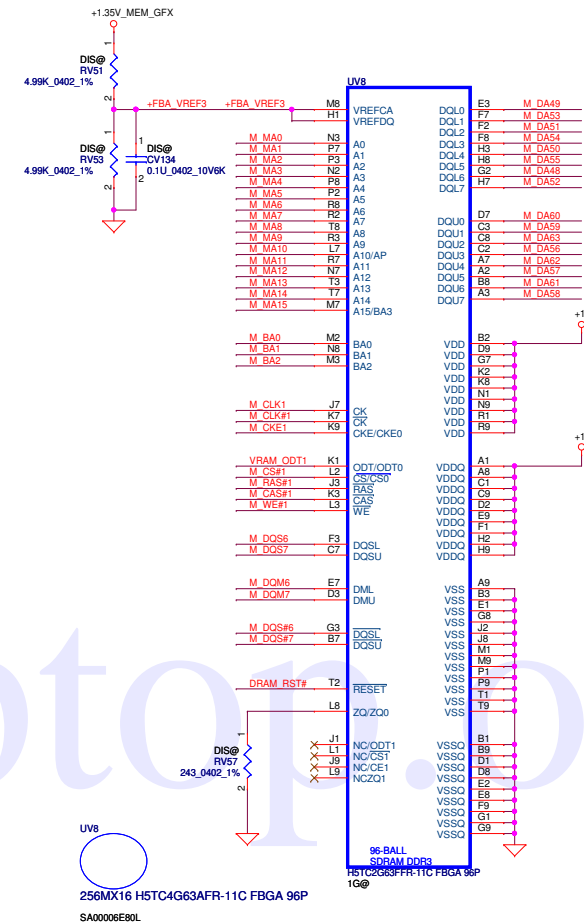 +1.35V_MEM_GFX
1
DIS@
RV51
4.99K_0402_1%
2
+FBA_VREF3 +FBA_VREF3
1
DIS@
RV53
4.99K_0402_1%
2
1
DIS@
CV134
0.1U_0402_10V6K
2
UV8
M8 VREFCA DQL0 E3 M_DA49
H1 VREFDQ DQL1 F7 M_DA53
DQL2 F2 M_DA51
M_MA0 N3 A0 DQL3 F8 M_DA54
M_MA1 P7 A1 DQL4 H3 M_DA50
M_MA2 P3 A2 DQL5 H8 M_DA55
M_MA3 N2 A3 DQL6 G2 M_DA48
M_MA4 P8 A4 DQL7 H7 M_DA52
M_MA5 P2 A5
M_MA6 R8 A6
M_MA7 R2 A7 DQU0 D7 M_DA60
M_MA8 T8 A8 DQU1 C3 M_DA59
M_MA9 R3 A9 DQU2 C8 M_DA63
M_MA10 L7 A10/AP DQU3 C2 M_DA56
M_MA11 R7 A11 DQU4 A7 M_DA62
M_MA12 N7 A12 DQU5 A2 M_DA57
M_MA13 T3 A13 DQU6 B8 M_DA61
M_MA14 T7 A14 DQU7 A3 M_DA58
M_MA15 M7 A15/BA3
+1
M_BA0 M2 BA0 VDD B2
M_BA1 N8 BA1 VDD D9
M_BA2 M3 BA2 VDD G7
VDD K2
VDD K8
VDD N1
M_CLK1 J7 CK VDD N9
M_CLK#1 K7 CK VDD R1
M_CKE1 K9 CKE/CKE0 VDD R9
+1
VRAM_ODT1 K1 ODT/ODT0 VDDQ A1
M_CS#1 L2 CS/CS0 VDDQ A8
M_RAS#1 J3 RAS VDDQ C1
M_CAS#1 K3 CAS VDDQ C9
M_WE#1 L3 WE VDDQ D2
VDDQ E9
VDDQ F1
M_DQS6 F3 DQSL VDDQ H2
M_DQS7 C7 DQSU VDDQ H9
M_DQM6 E7 DML VSS A9
M_DQM7 D3 DMU VSS B3
VSS E1
VSS G8
M_DQS#6 G3 DQSL VSS J2
M_DQS#7 B7 DQSU VSS J8
VSS M1
VSS M9
VSS P1
DRAM_RST# T2 RESET VSS P9
VSS T1
L8 ZQ/ZQ0 VSS T9
1
DIS@
RV57
243_0402_1%
2
J1 NC/ODT1 VSSQ B1
L1 NC/CS1 VSSQ B9
J9 NC/CE1 VSSQ D1
L9 NCZQ1 VSSQ D8
VSSQ E2
VSSQ E8
VSSQ F9
VSSQ G1
VSSQ G9
96-BALL
SDRAM DDR3
H5TC2G63FFR-11C FBGA 96P
1G@
UV8
256MX16 H5TC4G63AFR-11C FBGA 96P
SA00006E80L
ptop.o